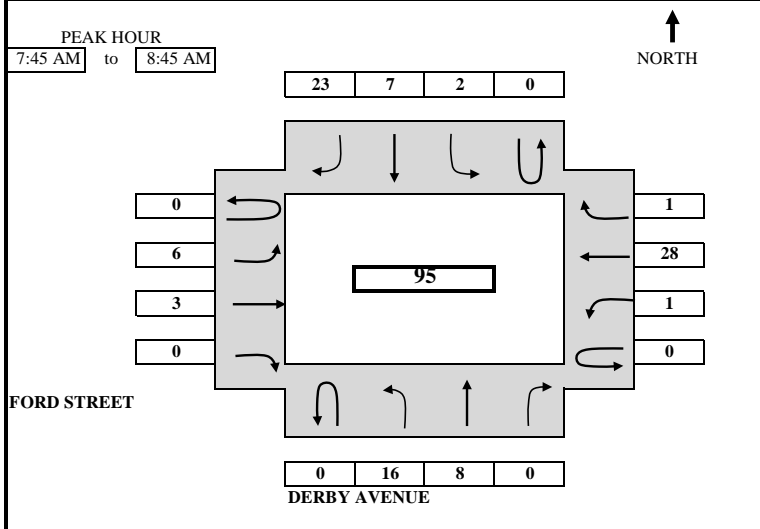 PEAK HOUR
7:45 AM to 8:45 AM
NORTH
23 7 2 0
0 1
6 28
95
3 1
0 0
FORD STREET
0 16 8 0
DERBY AVENUE